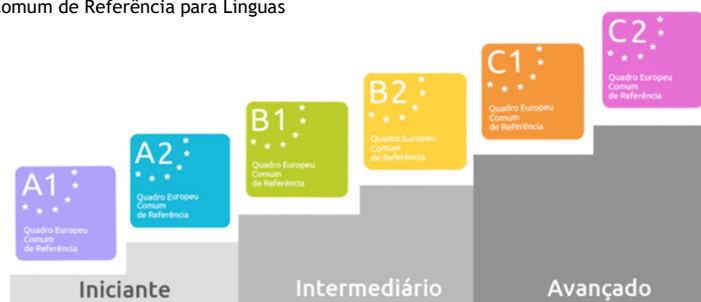 Comum de Referência para Línguas
C2
Quadro Europeu
Comum
de Referência
C1
Quadro Europeu
Comum
de Referência
B2
Quadro Europeu
Comum
de Referência
B1
Quadro Europeu
Comum
de Referência
A2
Quadro Europeu
Comum
de Referência
A1
Quadro Europeu
Comum
de Referência
Iniciante
Intermediário
Avançado